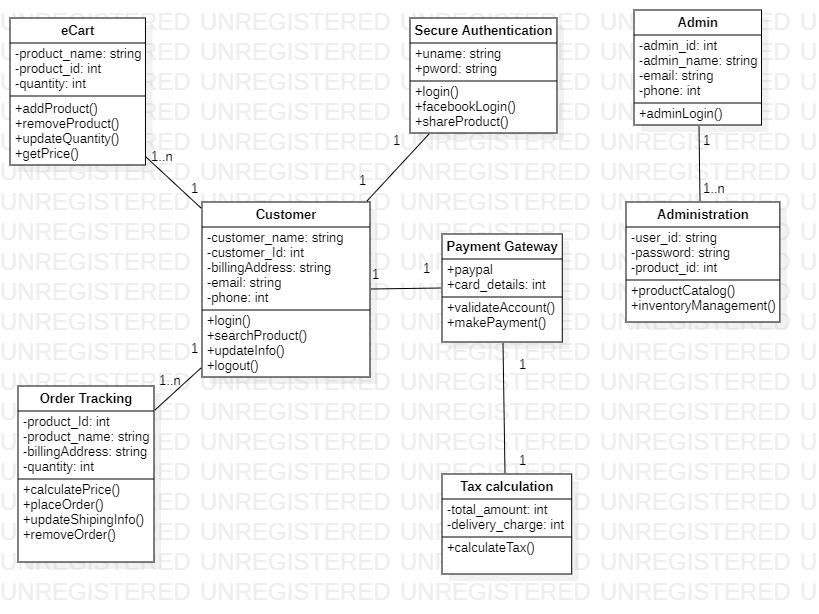 eCart
-product_name: string
-product_id: int
-quantity: int
+addProduct()
+removeProduct()
+updateQuantity()
+getPrice()
1..n
1
Secure Authentication
+uname: string
+pword: string
+login()
+facebookLogin()
+shareProduct()
1
1
Admin
-admin_id: int
-admin_name: string
-email: string
-phone: int
+adminLogin()
1
1..n
Customer
-customer_name: string
-customer_Id: int
-billingAddress: string
-email: string
-phone: int
+login()
+searchProduct()
+updateInfo()
+logout()
1
1
Payment Gateway
+paypal
+card_details: int
+validateAccount()
+makePayment()
1
1
Administration
-user_id: string
-password: string
-product_id: int
+productCatalog()
+inventoryManagement()
1
1..n
Order Tracking
-product_Id: int
-product_name: string
-billingAddress: string
-quantity: int
+calculatePrice()
+placeOrder()
+updateShipingInfo()
+removeOrder()
Tax calculation
-total_amount: int
-delivery_charge: int
+calculateTax()
UNREGISTERED